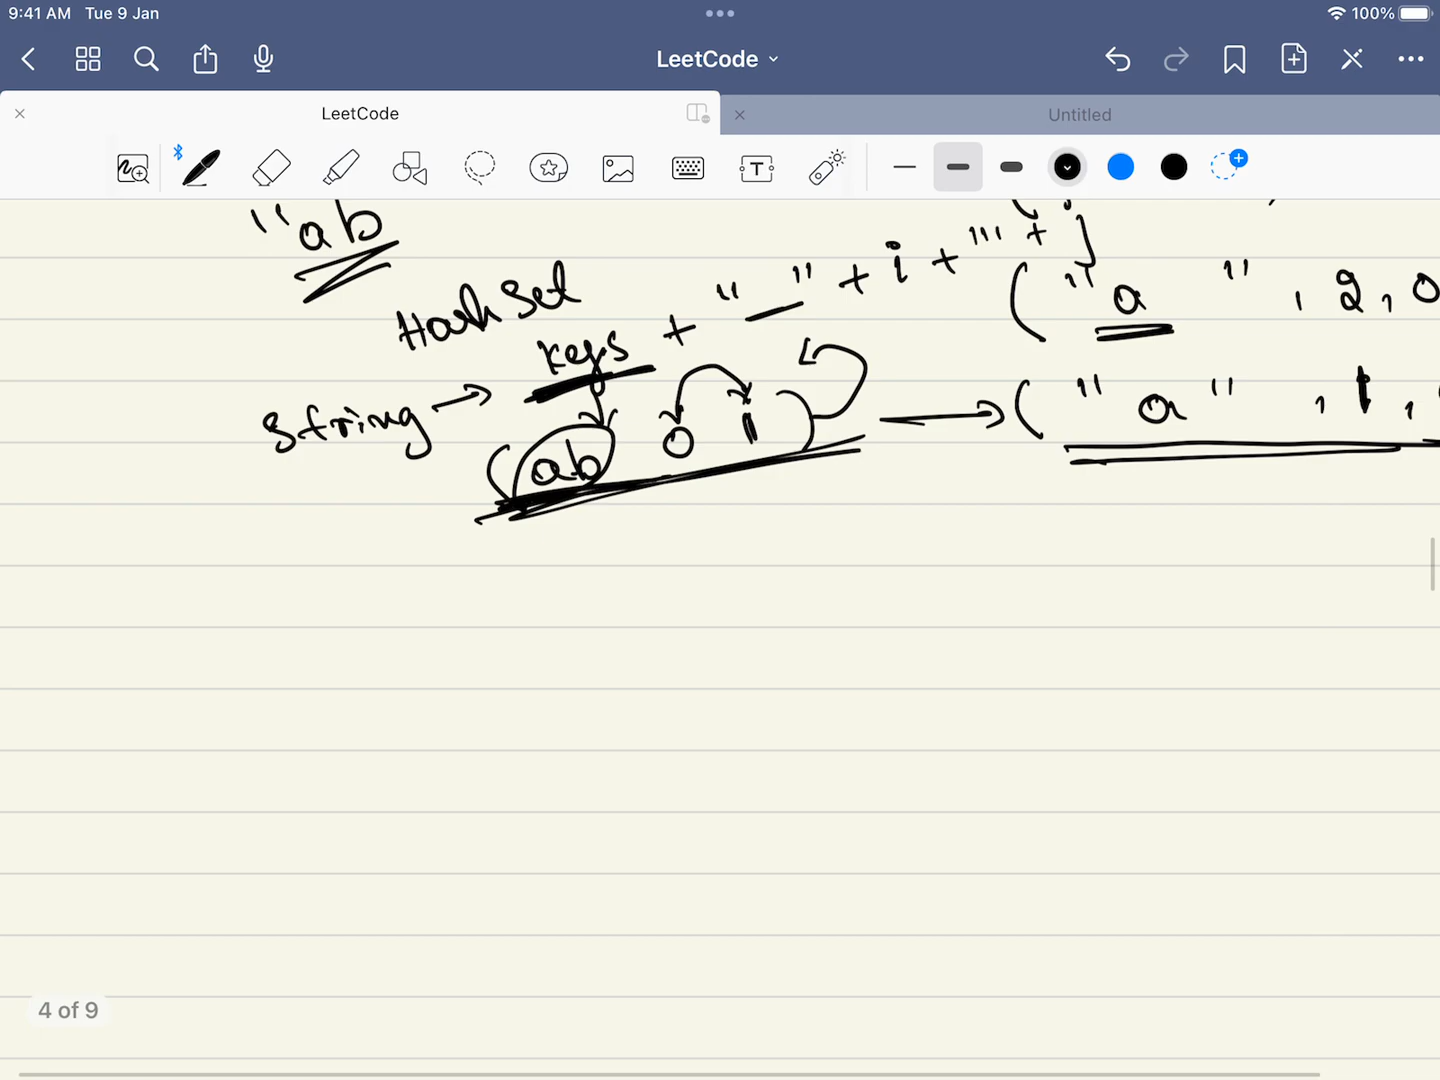 9:41 AM Tue 9 Jan 100%
LeetCode
LeetCode
Untitled
T
"ab
HashSet
keys + "_" + i + "" + j
("a", 2, 0
string → (ab 0 1) → ("a", 1,
4 of 9